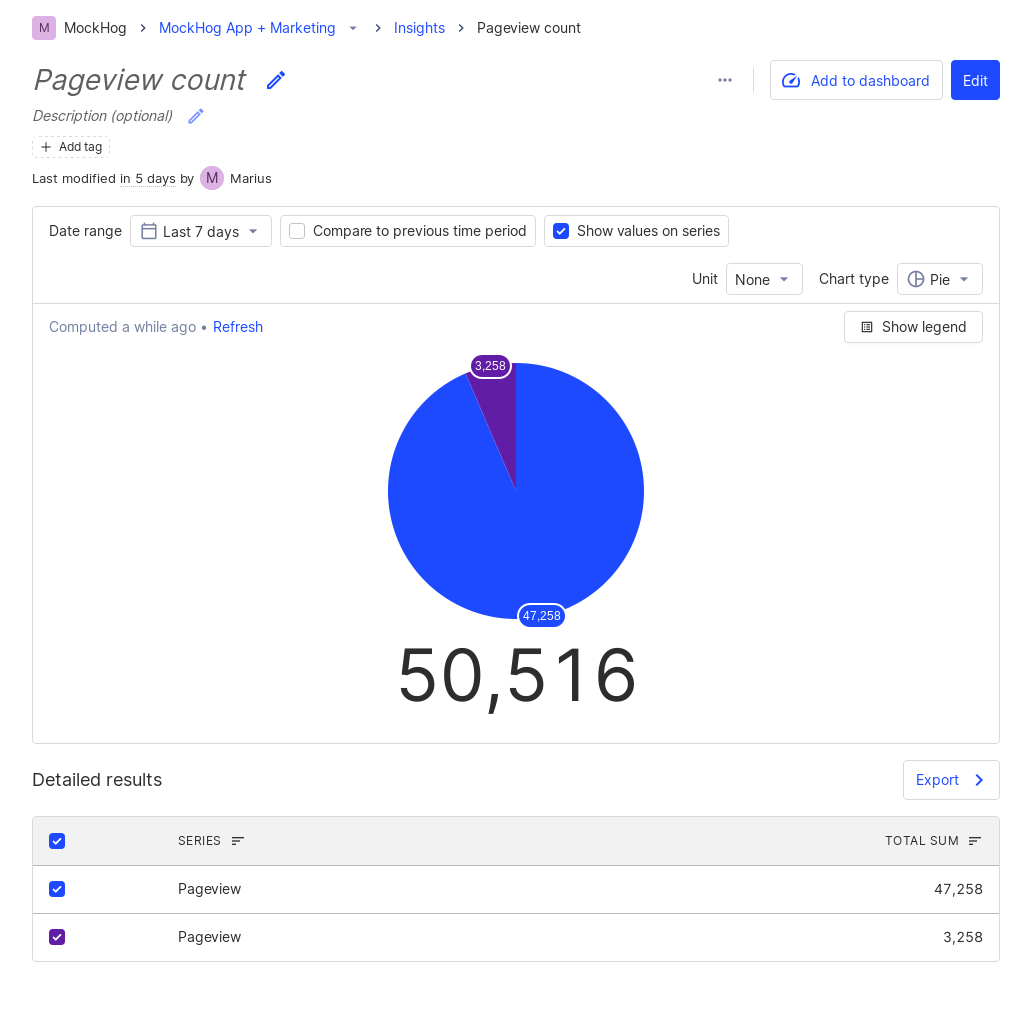 M MockHog MockHog App + Marketing Insights Pageview count
Pageview count
Add to dashboard
Edit
Description (optional)
Add tag
Last modified in 5 days by M Marius
Date range Last 7 days Compare to previous time period Show values on series
Unit None Chart type Pie
Computed a while ago • Refresh
Show legend
3,258
47,258
50,516
Detailed results
Export
SERIES TOTAL SUM
Pageview 47,258
Pageview 3,258